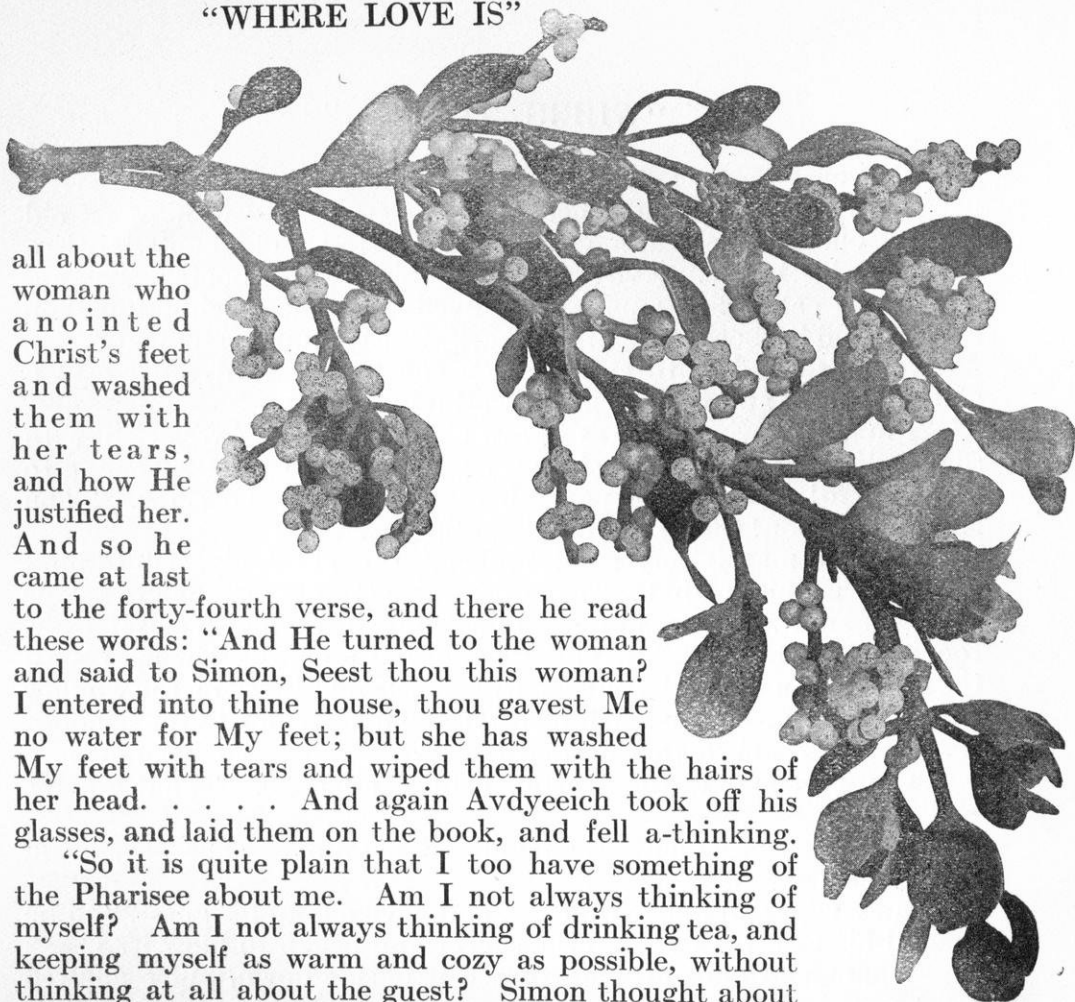 “WHERE LOVE IS”
all about the
woman who
anointed
Christ's feet
and washed
them with
her tears,
and how He
justified her.
And so he
came at last
to the forty-fourth verse, and there he read
these words: “And He turned to the woman
and said to Simon, Seest thou this woman?
I entered into thine house, thou gavest Me
no water for My feet; but she has washed
My feet with tears and wiped them with the hairs of
her head. . . . . And again Avdyeeich took off his
glasses, and laid them on the book, and fell a-thinking.
“So it is quite plain that I too have something of
the Pharisee about me. Am I not always thinking of
myself? Am I not always thinking of drinking tea, and
keeping myself as warm and cozy as possible, without
thinking at all about the guest? Simon thought about